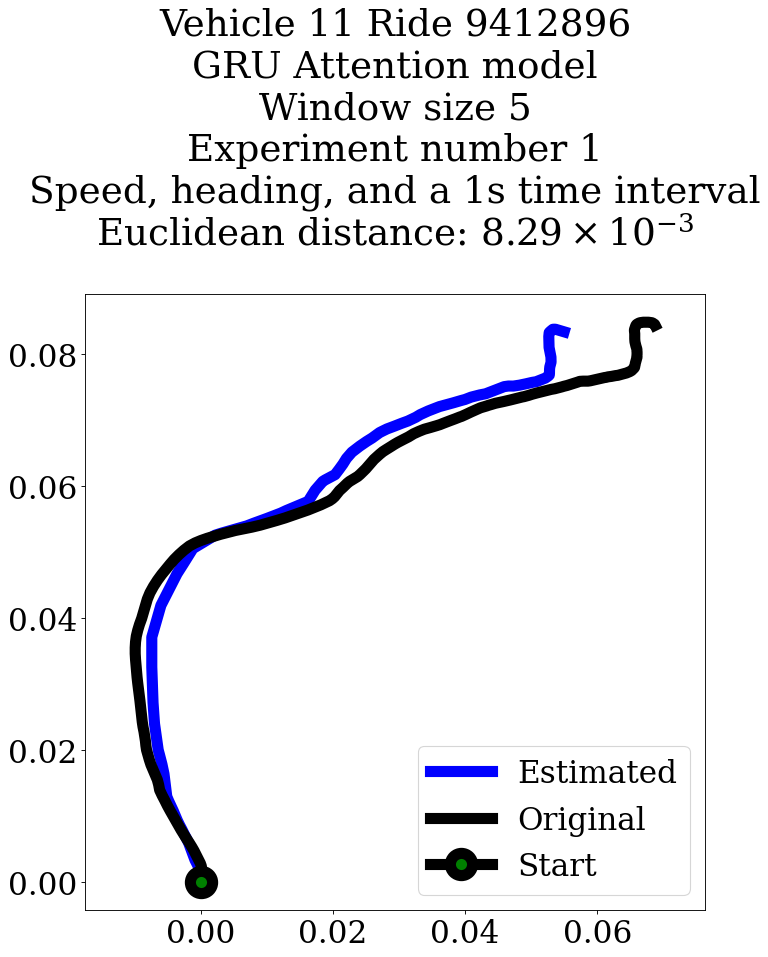 Vehicle 11 Ride 9412896
GRU Attention model
Window size 5
Experiment number 1
Speed, heading, and a 1s time interval
Euclidean distance: 8.29 × 10⁻³
0.08
0.06
0.04
0.02
0.00
Estimated
Original
Start
0.00 0.02 0.04 0.06